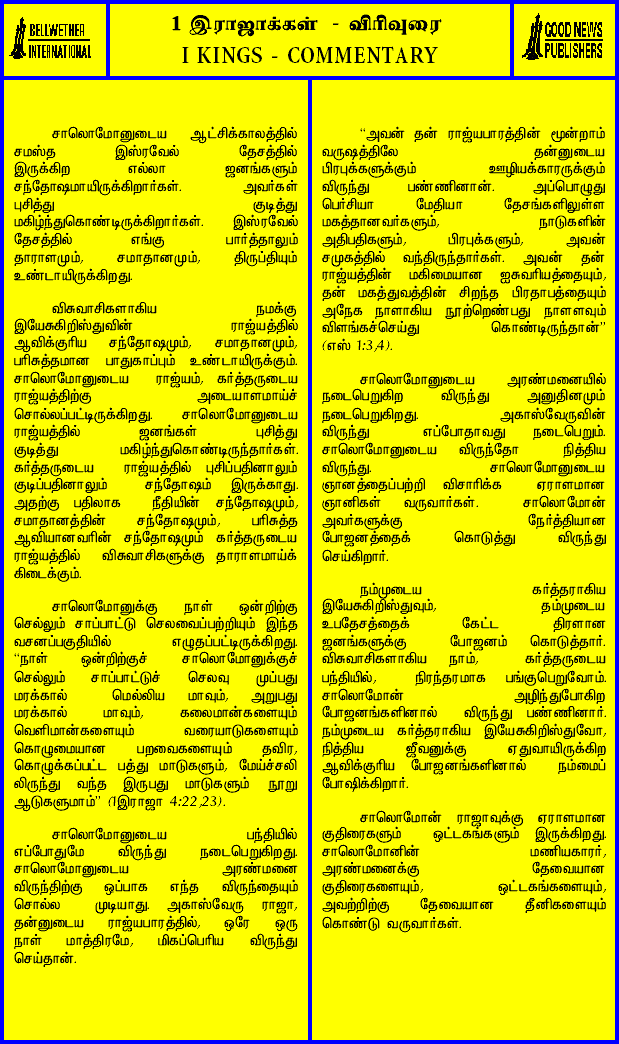 BELLWETHER
INTERNATIONAL
1 இராஜாக்கள் - விரிவுரை
I KINGS - COMMENTARY
GOOD NEWS
PUBLISHERS
சாலொமோனுடைய ஆட்சிக்காலத்தில்
சமஸ்த இஸ்ரவேல் தேசத்தில்
இருக்கிற எல்லா ஜனங்களும்
சந்தோஷமாயிருக்கிறார்கள். அவர்கள்
புசித்து குடித்து
மகிழ்ந்துகொண்டிருக்கிறார்கள். இஸ்ரவேல்
தேசத்தில் எங்கு பார்த்தாலும்
தாராளமும், சமாதானமும், திருப்தியும்
உண்டாயிருக்கிறது.
விசுவாசிகளாகிய நமக்கு
இயேசுகிறிஸ்துவின் ராஜ்யத்தில்
ஆவிக்குரிய சந்தோஷமும், சமாதானமும்,
பரிசுத்தமான பாதுகாப்பும் உண்டாயிருக்கும்.
சாலொமோனுடைய ராஜ்யம், கர்த்தருடைய
ராஜ்யத்திற்கு அடையாளமாய்ச்
சொல்லப்பட்டிருக்கிறது. சாலொமோனுடைய
ராஜ்யத்தில் ஜனங்கள் புசித்து
குடித்து மகிழ்ந்துகொண்டிருந்தார்கள்.
கர்த்தருடைய ராஜ்யத்தில் புசிப்பதினாலும்
குடிப்பதினாலும் சந்தோஷம் இருக்காது.
அதற்கு பதிலாக நீதியின் சந்தோஷமும்,
சமாதானத்தின் சந்தோஷமும், பரிசுத்த
ஆவியானவரின் சந்தோஷமும் கர்த்தருடைய
ராஜ்யத்தில் விசுவாசிகளுக்கு தாராளமாய்க்
கிடைக்கும்.
சாலொமோனுக்கு நாள் ஒன்றிற்கு
செல்லும் சாப்பாட்டு செலவைப்பற்றியும் இந்த
வசனப்பகுதியில் எழுதப்பட்டிருக்கிறது.
“நாள் ஒன்றிற்குச் சாலொமோனுக்குச்
செல்லும் சாப்பாட்டுச் செலவு முப்பது
மரக்கால் மெல்லிய மாவும், அறுபது
மரக்கால் மாவும், கலைமான்களையும்
வெளிமான்களையும் வரையாடுகளையும்
கொழுமையான பறவைகளையும் தவிர,
கொழுக்கப்பட்ட பத்து மாடுகளும், மேய்ச்சலி
லிருந்து வந்த இருபது மாடுகளும் நூறு
ஆடுகளுமாம்” (1இராஜா 4:22,23).
சாலொமோனுடைய பந்தியில்
எப்போதுமே விருந்து நடைபெறுகிறது.
சாலொமோனுடைய அரண்மனை
விருந்திற்கு ஒப்பாக எந்த விருந்தையும்
சொல்ல முடியாது. அகாஸ்வேரு ராஜா,
தன்னுடைய ராஜ்யபாரத்தில், ஒரே ஒரு
நாள் மாத்திரமே, மிகப்பெரிய விருந்து
செய்தான்.
“அவன் தன் ராஜ்யபாரத்தின் மூன்றாம்
வருஷத்திலே தன்னுடைய
பிரபுக்களுக்கும் ஊழியக்காரருக்கும்
விருந்து பண்ணினான். அப்பொழுது
பெர்சியா மேதியா தேசங்களிலுள்ள
மகத்தானவர்களும், நாடுகளின்
அதிபதிகளும், பிரபுக்களும், அவன்
சமுகத்தில் வந்திருந்தார்கள். அவன் தன்
ராஜ்யத்தின் மகிமையான ஐசுவரியத்தையும்,
தன் மகத்துவத்தின் சிறந்த பிரதாபத்தையும்
அநேக நாளாகிய நூற்றெண்பது நாளளவும்
விளங்கச்செய்து கொண்டிருந்தான்”
(எஸ் 1:3,4).
சாலொமோனுடைய அரண்மனையில்
நடைபெறுகிற விருந்து அனுதினமும்
நடைபெறுகிறது. அகாஸ்வேருவின்
விருந்து எப்போதாவது நடைபெறும்.
சாலொமோனுடைய விருந்தோ நித்திய
விருந்து. சாலொமோனுடைய
ஞானத்தைப்பற்றி விசாரிக்க ஏராளமான
ஞானிகள் வருவார்கள். சாலொமோன்
அவர்களுக்கு நேர்த்தியான
போஜனத்தைக் கொடுத்து விருந்து
செய்கிறார்.
நம்முடைய கர்த்தராகிய
இயேசுகிறிஸ்துவும், தம்முடைய
உபதேசத்தைக் கேட்ட திரளான
ஜனங்களுக்கு போஜனம் கொடுத்தார்.
விசுவாசிகளாகிய நாம், கர்த்தருடைய
பந்தியில், நிரந்தரமாக பங்குபெறுவோம்.
சாலொமோன் அழிந்துபோகிற
போஜனங்களினால் விருந்து பண்ணினார்.
நம்முடைய கர்த்தராகிய இயேசுகிறிஸ்துவோ,
நித்திய ஜீவனுக்கு ஏதுவாயிருக்கிற
ஆவிக்குரிய போஜனங்களினால் நம்மைப்
போஷிக்கிறார்.
சாலொமோன் ராஜாவுக்கு ஏராளமான
குதிரைகளும் ஒட்டகங்களும் இருக்கிறது.
சாலொமோனின் மணியகாரர்,
அரண்மனைக்கு தேவையான
குதிரைகளையும், ஒட்டகங்களையும்,
அவற்றிற்கு தேவையான தீனிகளையும்
கொண்டு வருவார்கள்.